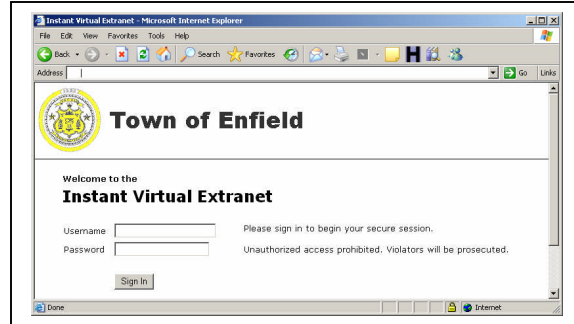 Instant Virtual Extranet - Microsoft Internet Explorer
File Edit View Favorites Tools Help
Back Search Favorites
Address Go Links
Town of Enfield
Welcome to the
Instant Virtual Extranet
Username Please sign in to begin your secure session.
Password Unauthorized access prohibited. Violators will be prosecuted.
Sign In
Done Internet